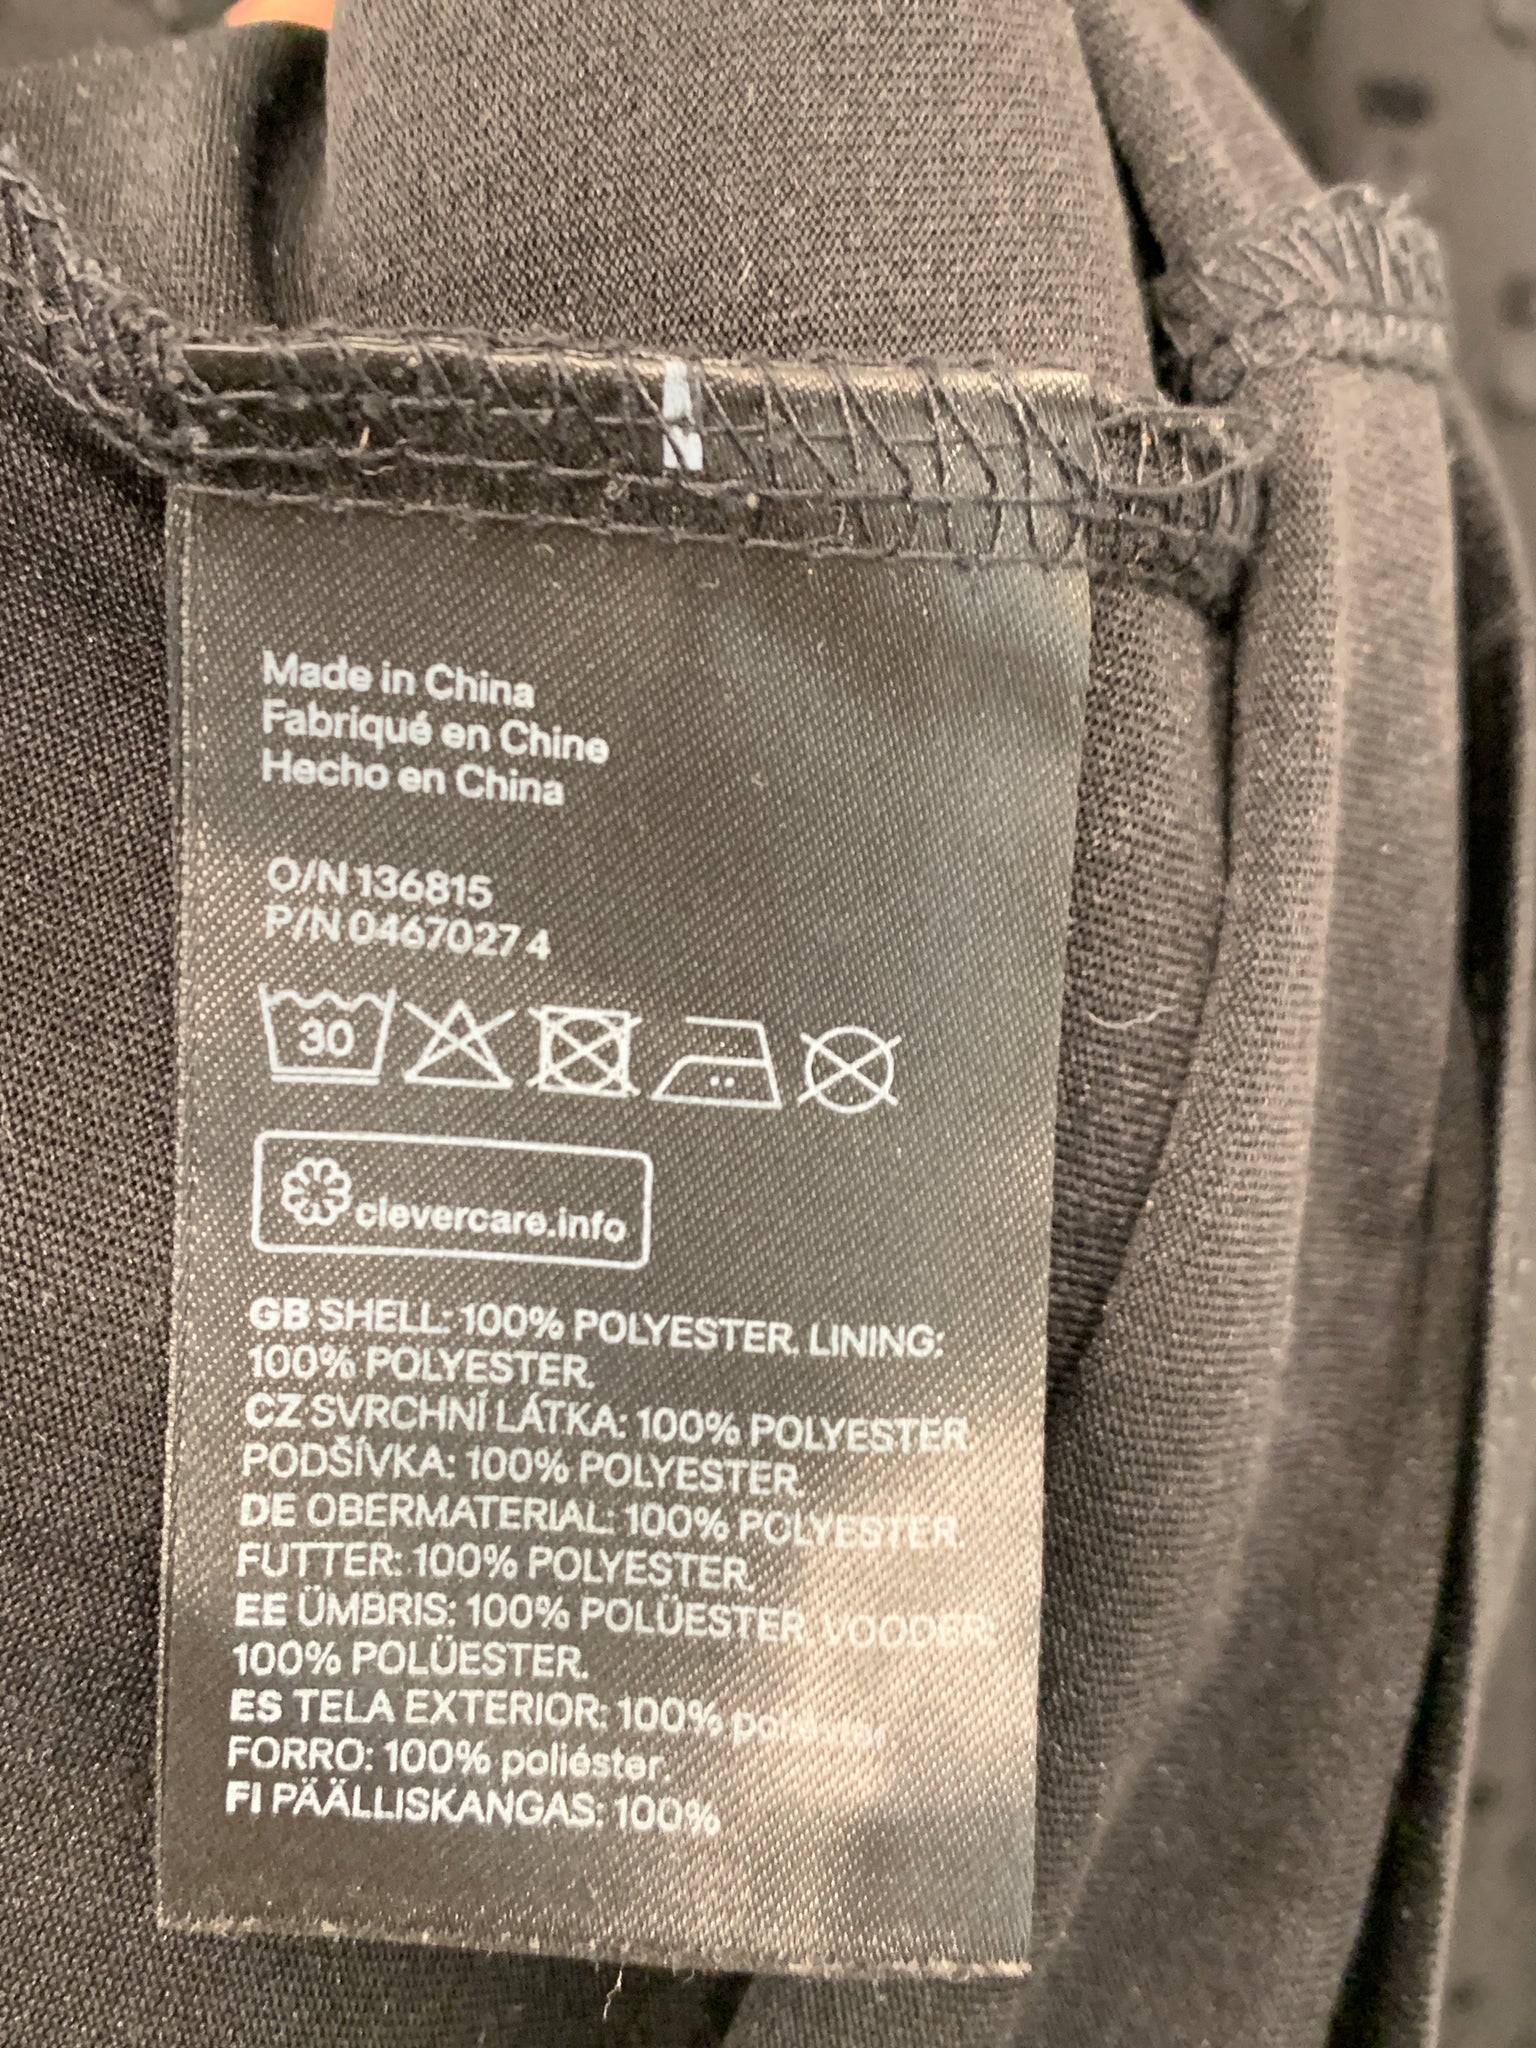 Made in China
Fabriqué en Chine
Hecho en China
O/N 136815
P/N 0467027 4
30
clevercare.info
GB SHELL: 100% POLYESTER. LINING:
100% POLYESTER.
CZ SVRCHNÍ LÁTKA: 100% POLYESTER.
PODŠÍVKA: 100% POLYESTER.
DE OBERMATERIAL: 100% POLYESTER.
FUTTER: 100% POLYESTER.
EE ÜMBRIS: 100% POLÜESTER. VOODER:
100% POLÜESTER.
ES TELA EXTERIOR: 100%
FORRO: 100% poliéster.
FI PÄÄLLISKANGAS: 100%